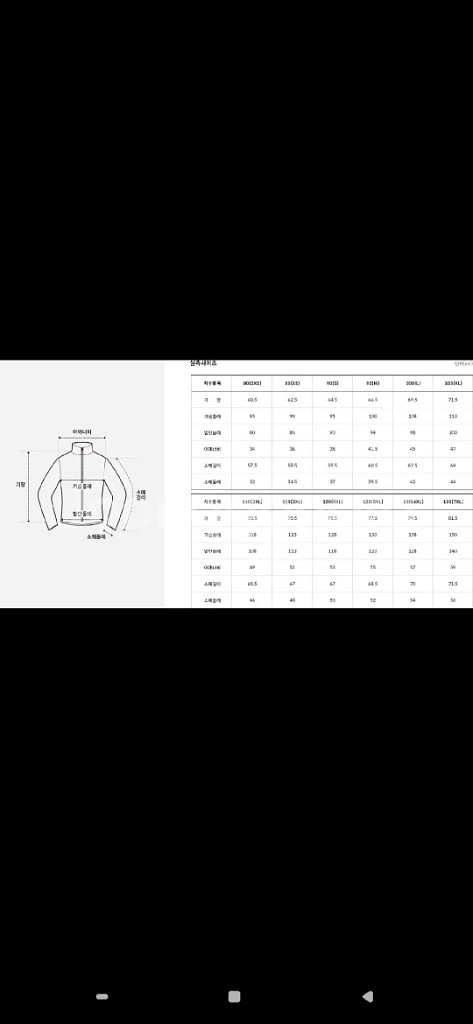 실측사이즈
단위(cm)
어깨너비
기장
가슴둘레
소매
길이
밑단둘레
소매둘레
치수항목 80(2XS) 85(XS) 90(S) 95(M) 100(L) 105(XL)
기 장 60.5 62.5 64.5 66.5 69.5 71.5
가슴둘레 85 90 95 100 108 113
밑단둘레 80 85 90 94 98 103
어깨너비 34 36 38 41.5 45 47
소매길이 57.5 58.5 59.5 60.5 62.5 64
소매둘레 32 34.5 37 39.5 42 44
치수항목 110(2XL) 115(3XL) 120(4XL) 125(5XL) 130(6XL) 135(7XL)
기 장 73.5 75.5 75.5 77.5 79.5 81.5
가슴둘레 118 123 128 133 138 150
밑단둘레 108 113 118 123 128 140
어깨너비 49 51 53 55 57 59
소매길이 65.5 67 67 68.5 70 71.5
소매둘레 46 48 50 52 54 56